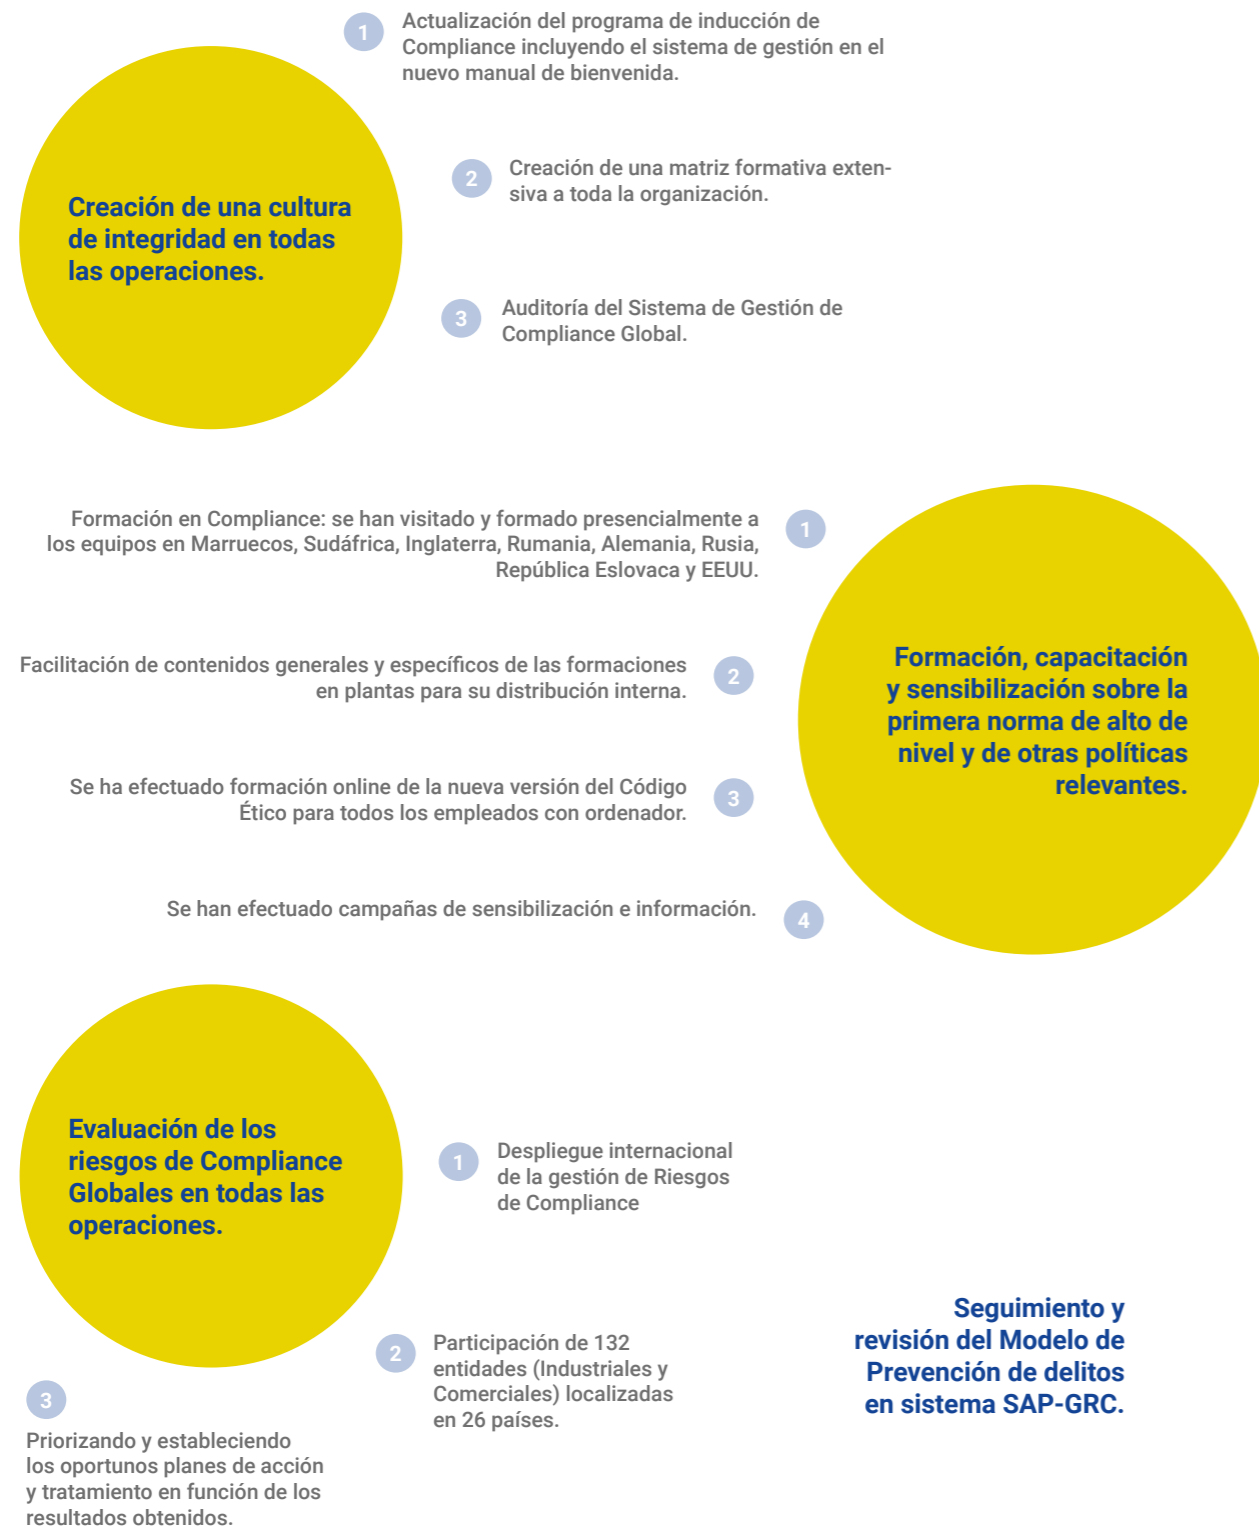 Creación de una cultura
de integridad en todas
las operaciones.
1
Actualización del programa de inducción de
Compliance incluyendo el sistema de gestión en el
nuevo manual de bienvenida.
2
Creación de una matriz formativa exten-
siva a toda la organización.
3
Auditoría del Sistema de Gestión de
Compliance Global.
Formación, capacitación
y sensibilización sobre la
primera norma de alto de
nivel y de otras políticas
relevantes.
1
Formación en Compliance: se han visitado y formado presencialmente a
los equipos en Marruecos, Sudáfrica, Inglaterra, Rumania, Alemania, Rusia,
República Eslovaca y EEUU.
2
Facilitación de contenidos generales y específicos de las formaciones
en plantas para su distribución interna.
3
Se ha efectuado formación online de la nueva versión del Código
Ético para todos los empleados con ordenador.
4
Se han efectuado campañas de sensibilización e información.
Evaluación de los
riesgos de Compliance
Globales en todas las
operaciones.
1
Despliegue internacional
de la gestión de Riesgos
de Compliance
2
Participación de 132
entidades (Industriales y
Comerciales) localizadas
en 26 países.
3
Priorizando y estableciendo
los oportunos planes de acción
y tratamiento en función de los
resultados obtenidos.
Seguimiento y
revisión del Modelo de
Prevención de delitos
en sistema SAP-GRC.